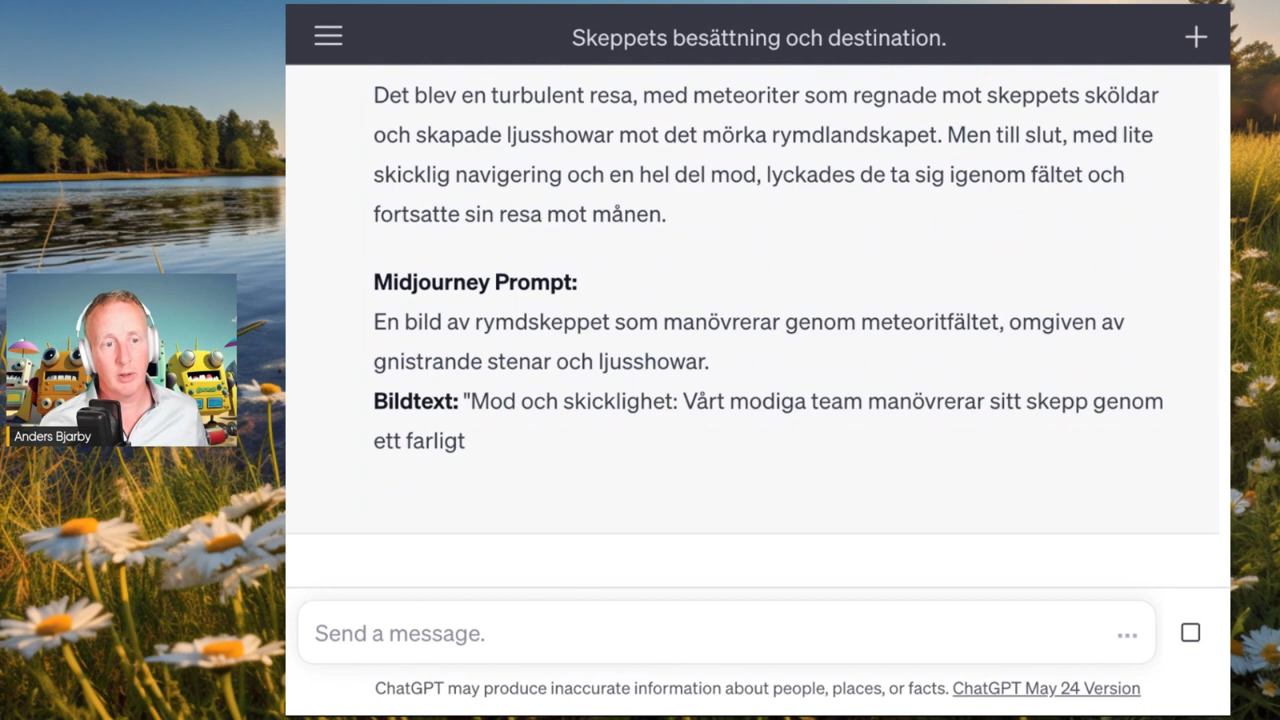 Skeppets besättning och destination.
Det blev en turbulent resa, med meteoriter som regnade mot skeppets sköldar
och skapade ljusshowar mot det mörka rymdlandskapet. Men till slut, med lite
skicklig navigering och en hel del mod, lyckades de ta sig igenom fältet och
fortsatte sin resa mot månen.
Midjourney Prompt:
En bild av rymdskeppet som manövrerar genom meteoritfältet, omgiven av
gnistrande stenar och ljusshowar.
Bildtext: "Mod och skicklighet: Vårt modiga team manövrerar sitt skepp genom
ett farligt
Anders Bjarby
Send a message.
ChatGPT may produce inaccurate information about people, places, or facts. ChatGPT May 24 Version